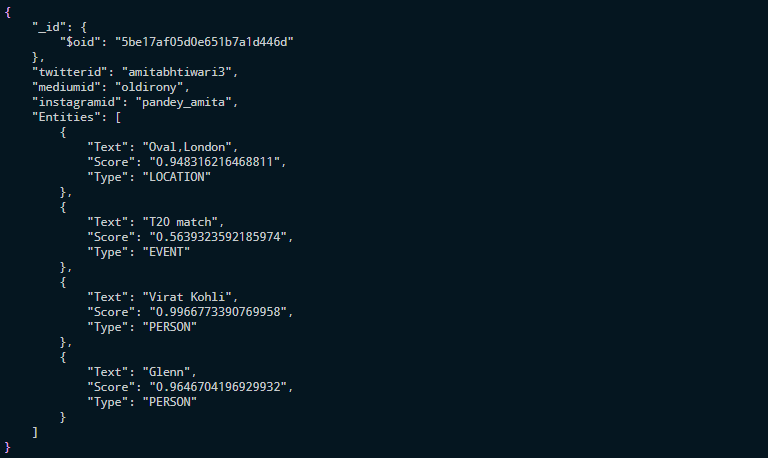 {
    "_id": {
        "$oid": "5be17af05d0e651b7a1d446d"
    },
    "twitterid": "amitabhtiwari3",
    "mediumid": "oldirony",
    "instagramid": "pandey_amita",
    "Entities": [
        {
            "Text": "Oval,London",
            "Score": "0.948316216468811",
            "Type": "LOCATION"
        },
        {
            "Text": "T20 match",
            "Score": "0.5639323592185974",
            "Type": "EVENT"
        },
        {
            "Text": "Virat Kohli",
            "Score": "0.9966773390769958",
            "Type": "PERSON"
        },
        {
            "Text": "Glenn",
            "Score": "0.9646704196929932",
            "Type": "PERSON"
        }
    ]
}